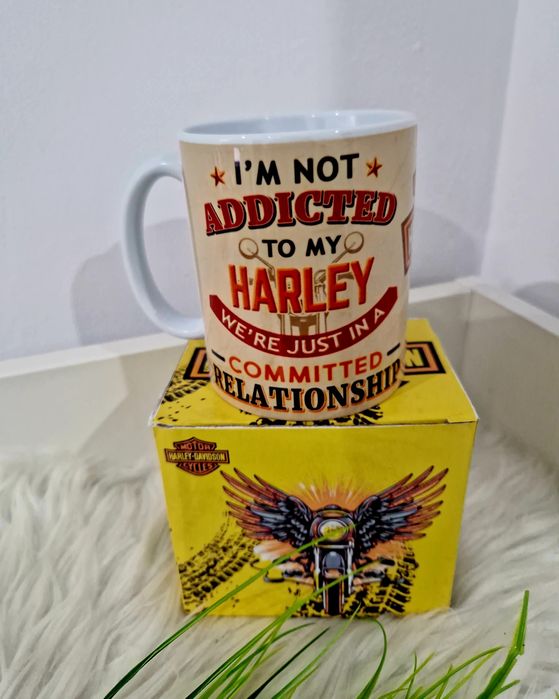 I'M NOT
ADDICTED
TO MY
HARLEY
WE'RE JUST IN A
COMMITTED
RELATIONSHIP
MOTOR
HARLEY-DAVIDSON
CYCLES